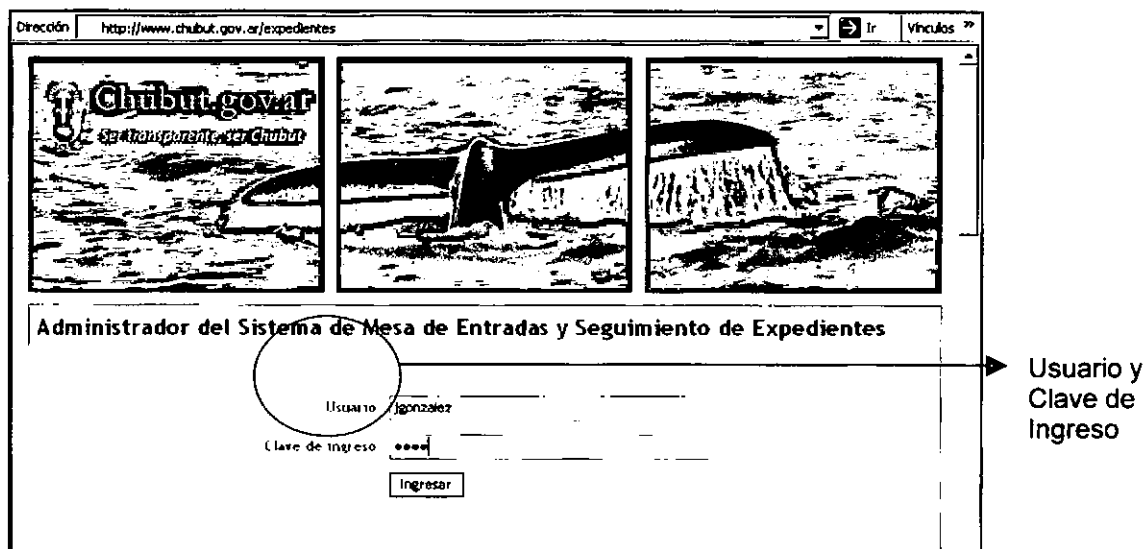 Dirección http://www.chubut.gov.ar/expedientes Ir Vínculos »
Chubut.gov.ar
Ser transparente, ser Chubut
Administrador del Sistema de Mesa de Entradas y Seguimiento de Expedientes
Usuario jgonzalez
Clave de ingreso ••••
Ingresar
Usuario y
Clave de
Ingreso